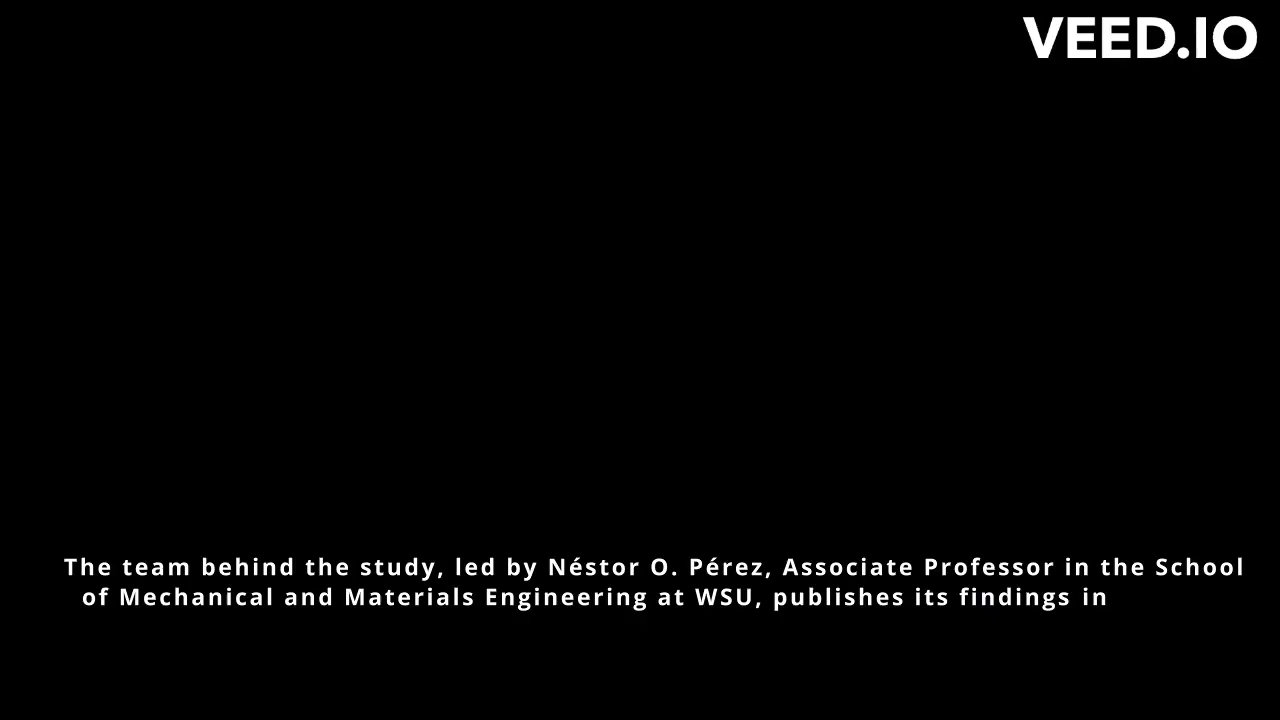 VEED.IO
The team behind the study, led by Néstor O. Pérez, Associate Professor in the School
of Mechanical and Materials Engineering at WSU, publishes its findings in